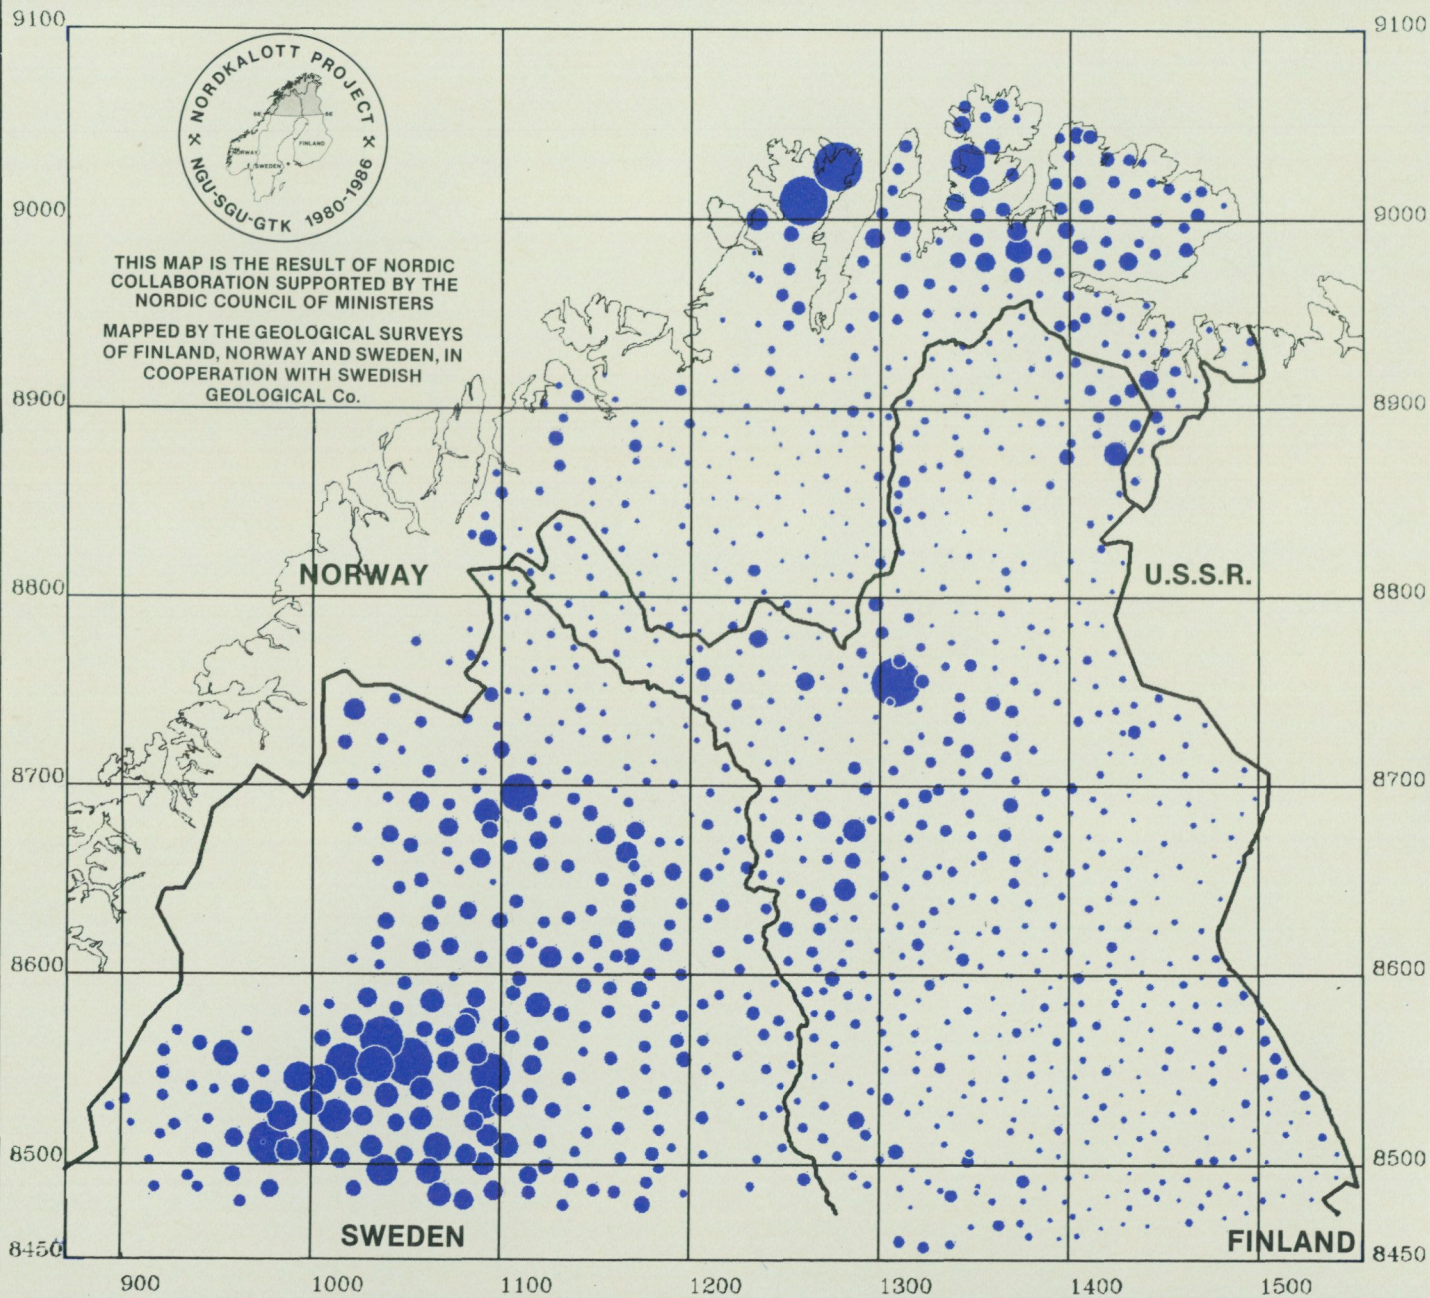 9100
9100
NORDKALOTT PROJECT
NGU-SGU-GTK 1980-1986
NORWAY
SWEDEN
FINLAND
9000
9000
THIS MAP IS THE RESULT OF NORDIC
COLLABORATION SUPPORTED BY THE
NORDIC COUNCIL OF MINISTERS
MAPPED BY THE GEOLOGICAL SURVEYS
OF FINLAND, NORWAY AND SWEDEN, IN
COOPERATION WITH SWEDISH
GEOLOGICAL Co.
8900
8900
NORWAY
U.S.S.R.
8800
8800
8700
8700
8600
8600
8500
8500
SWEDEN
FINLAND
8450
8450
900 1000 1100 1200 1300 1400 1500